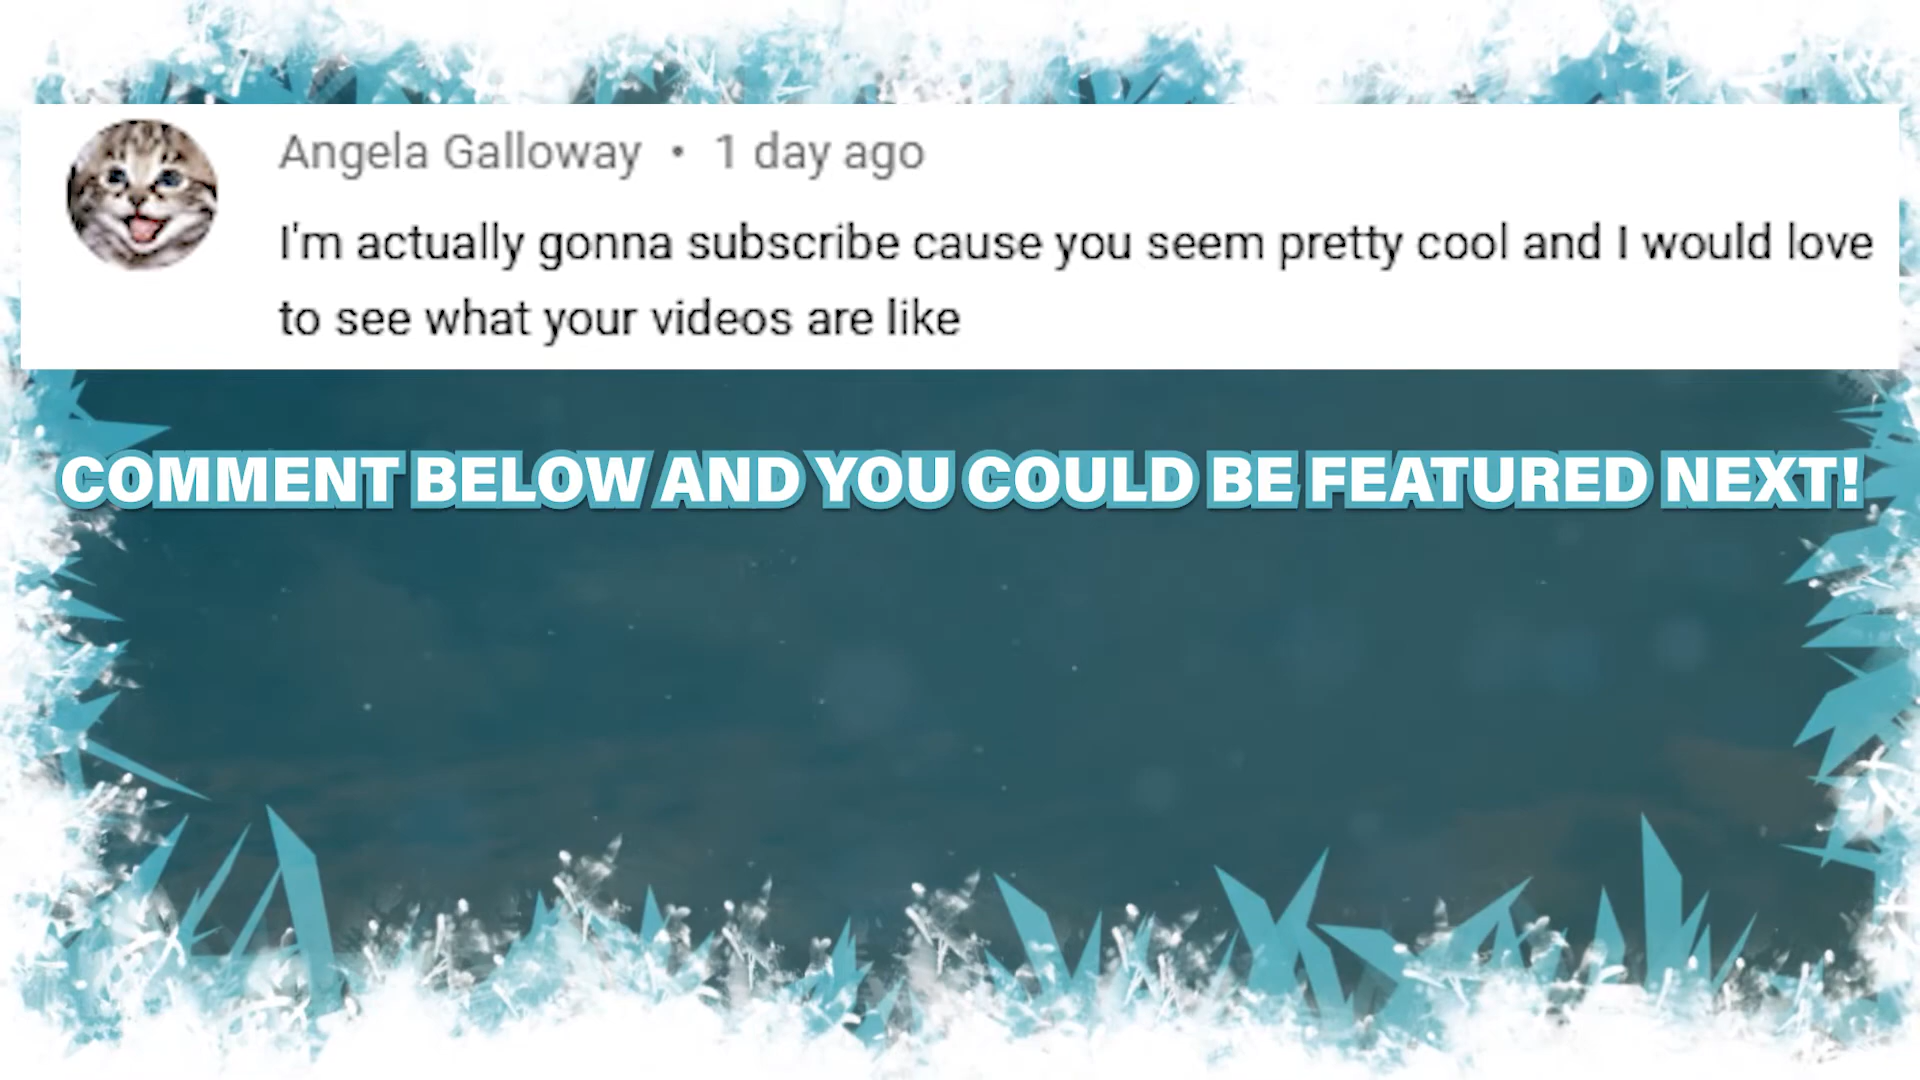 Angela Galloway • 1 day ago
I'm actually gonna subscribe cause you seem pretty cool and I would love
to see what your videos are like
COMMENT BELOW AND YOU COULD BE FEATURED NEXT!